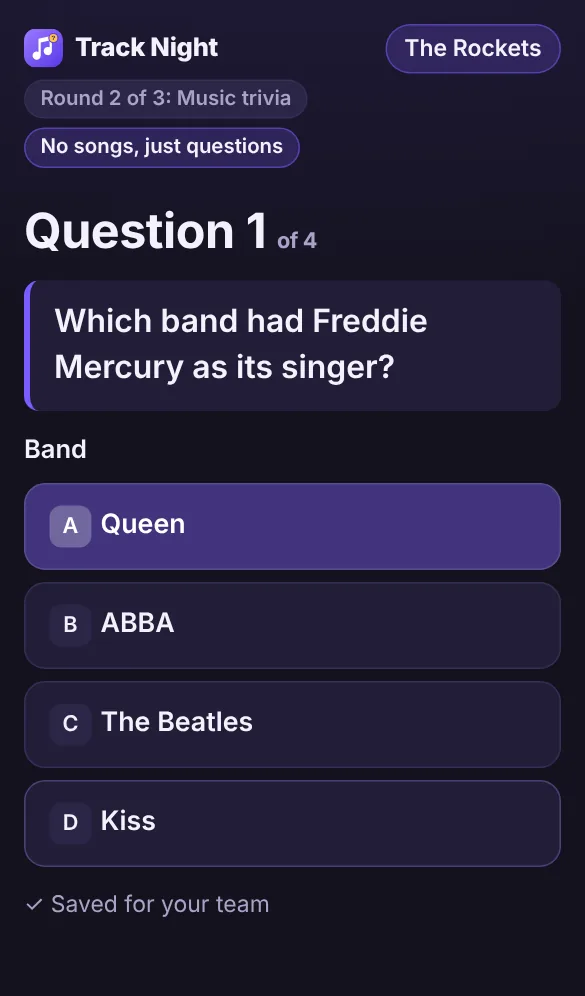 Track Night
The Rockets
Round 2 of 3: Music trivia
No songs, just questions
Question 1 of 4
Which band had Freddie
Mercury as its singer?
Band
A Queen
B ABBA
C The Beatles
D Kiss
✓ Saved for your team